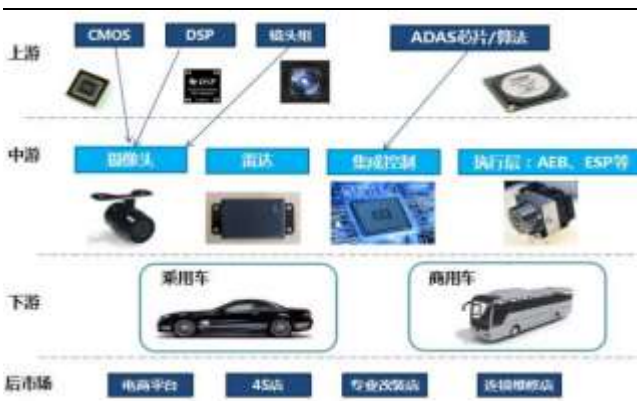 CMOS DSP 镜头组 ADAS芯片/算法
上游
DSP
中游 摄像头 雷达 集成控制 执行层：AEB、ESP等
乘用车 商用车
下游
后市场 电商平台 4S店 专业改装店 连锁维修店